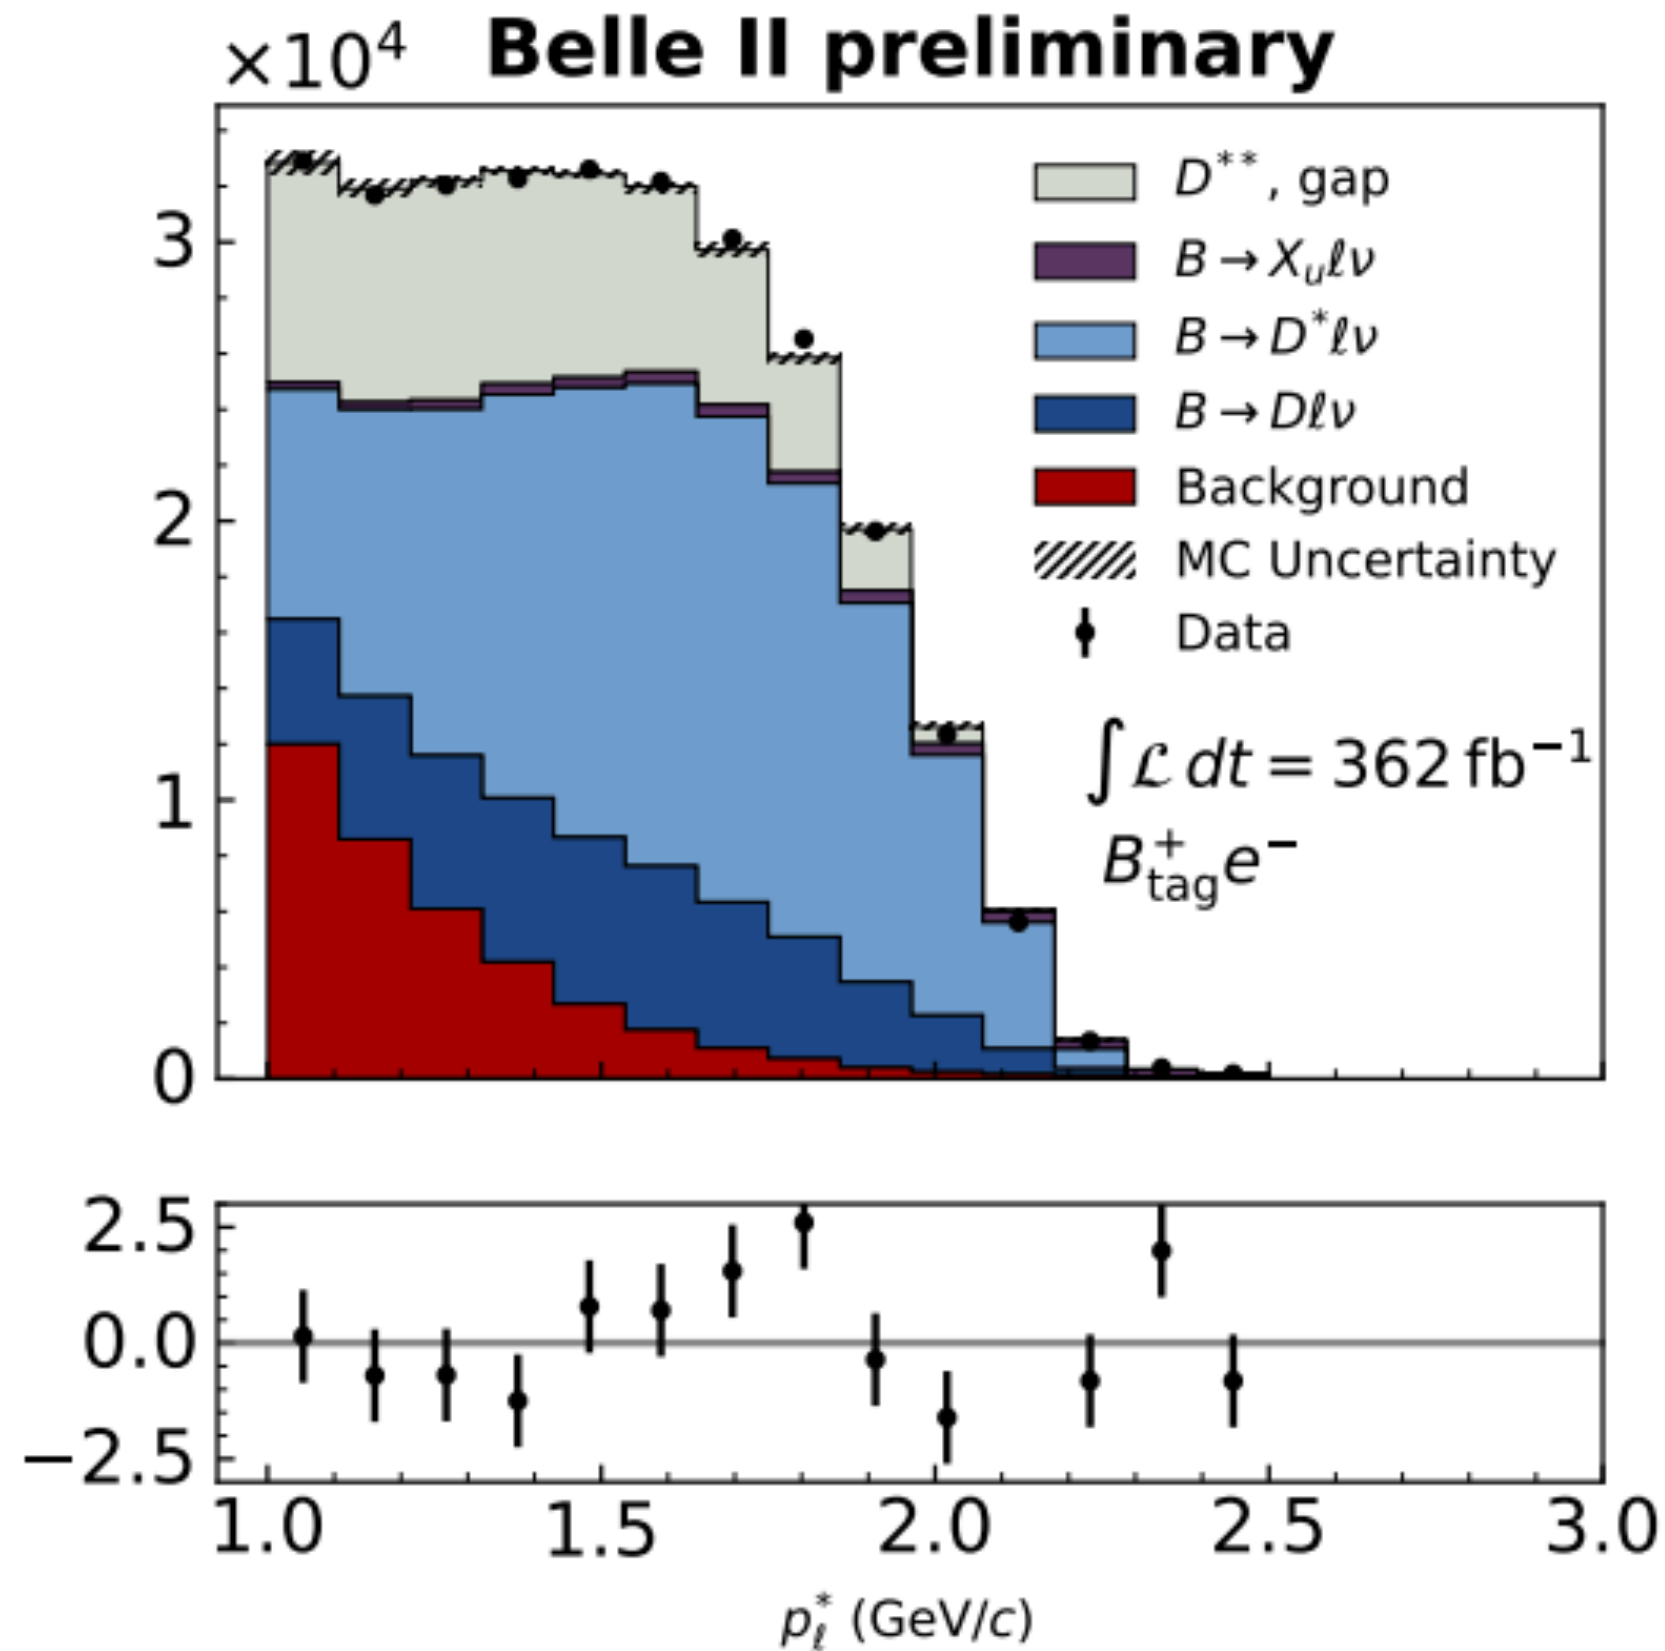 ×10⁴ Belle II preliminary
3
2
1
0
D**, gap
B → X_uℓν
B → D*ℓν
B → Dℓν
Background
MC Uncertainty
Data
∫ℒ dt = 362 fb⁻¹
B⁺_tag e⁻
2.5
0.0
−2.5
1.0 1.5 2.0 2.5 3.0
p*_ℓ (GeV/c)